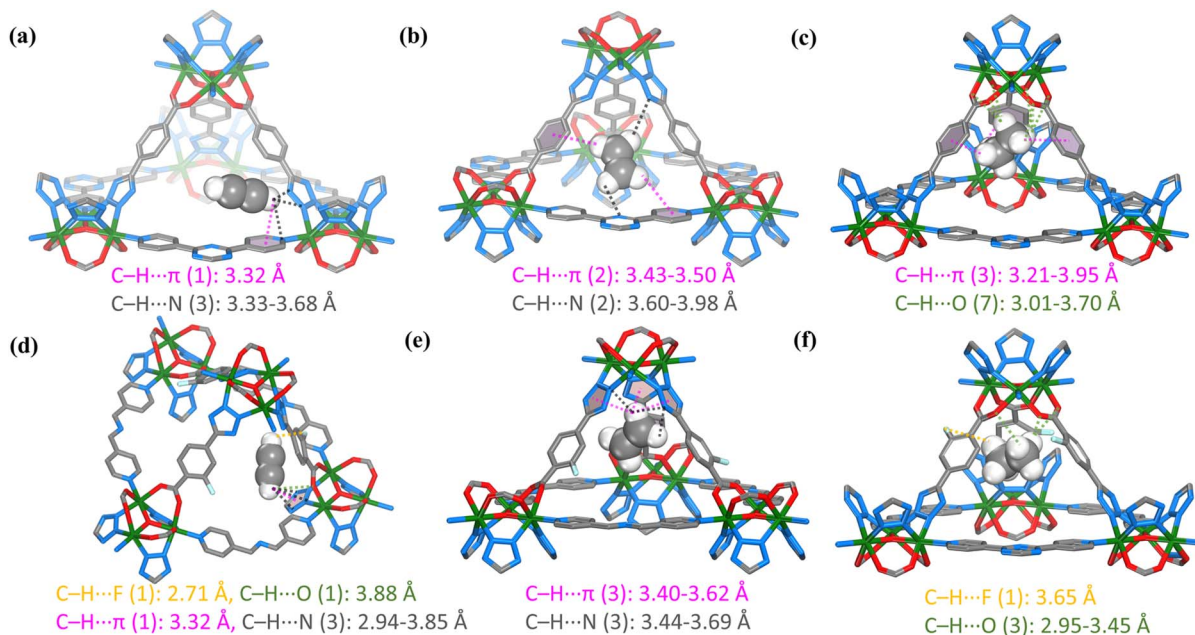 (a)
(b)
(c)
C–H···π (1): 3.32 Å
C–H···N (3): 3.33-3.68 Å
C–H···π (2): 3.43-3.50 Å
C–H···N (2): 3.60-3.98 Å
C–H···π (3): 3.21-3.95 Å
C–H···O (7): 3.01-3.70 Å
(d)
(e)
(f)
C–H···F (1): 2.71 Å, C–H···O (1): 3.88 Å
C–H···π (1): 3.32 Å, C–H···N (3): 2.94-3.85 Å
C–H···π (3): 3.40-3.62 Å
C–H···N (3): 3.44-3.69 Å
C–H···F (1): 3.65 Å
C–H···O (3): 2.95-3.45 Å